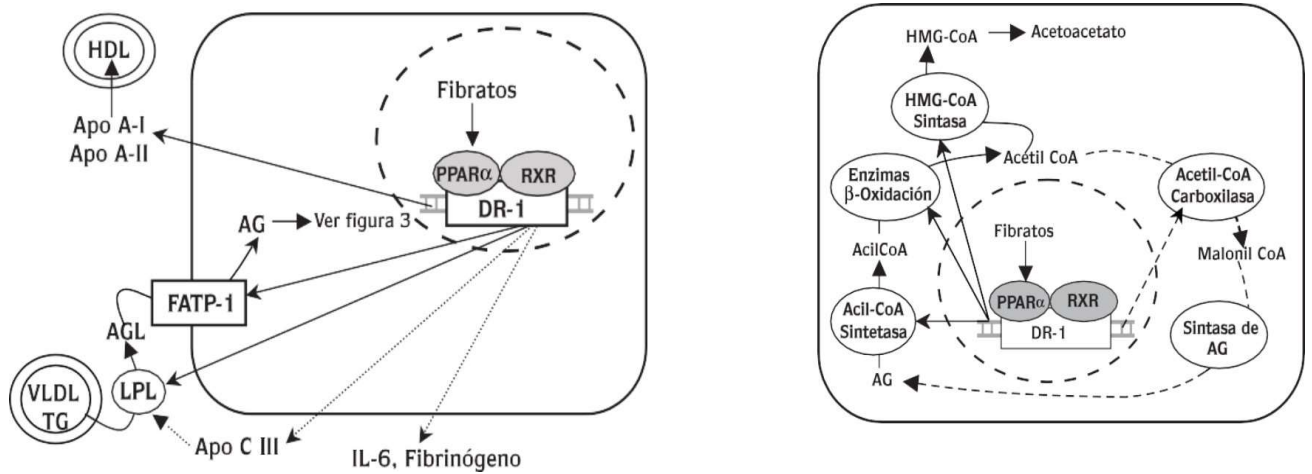 HDL
Apo A-I
Apo A-II
Fibratos
PPARα
RXR
DR-1
AG
Ver figura 3
FATP-1
AGL
LPL
VLDL
TG
Apo C III
IL-6, Fibrinógeno
HMG-CoA
Acetoacetato
HMG-CoA
Sintasa
Acetil CoA
Enzimas
β-Oxidación
Acetil-CoA
Carboxilasa
Fibratos
AcilCoA
Malonil CoA
PPARα
RXR
DR-1
Acil-CoA
Sintetasa
Sintasa de
AG
AG